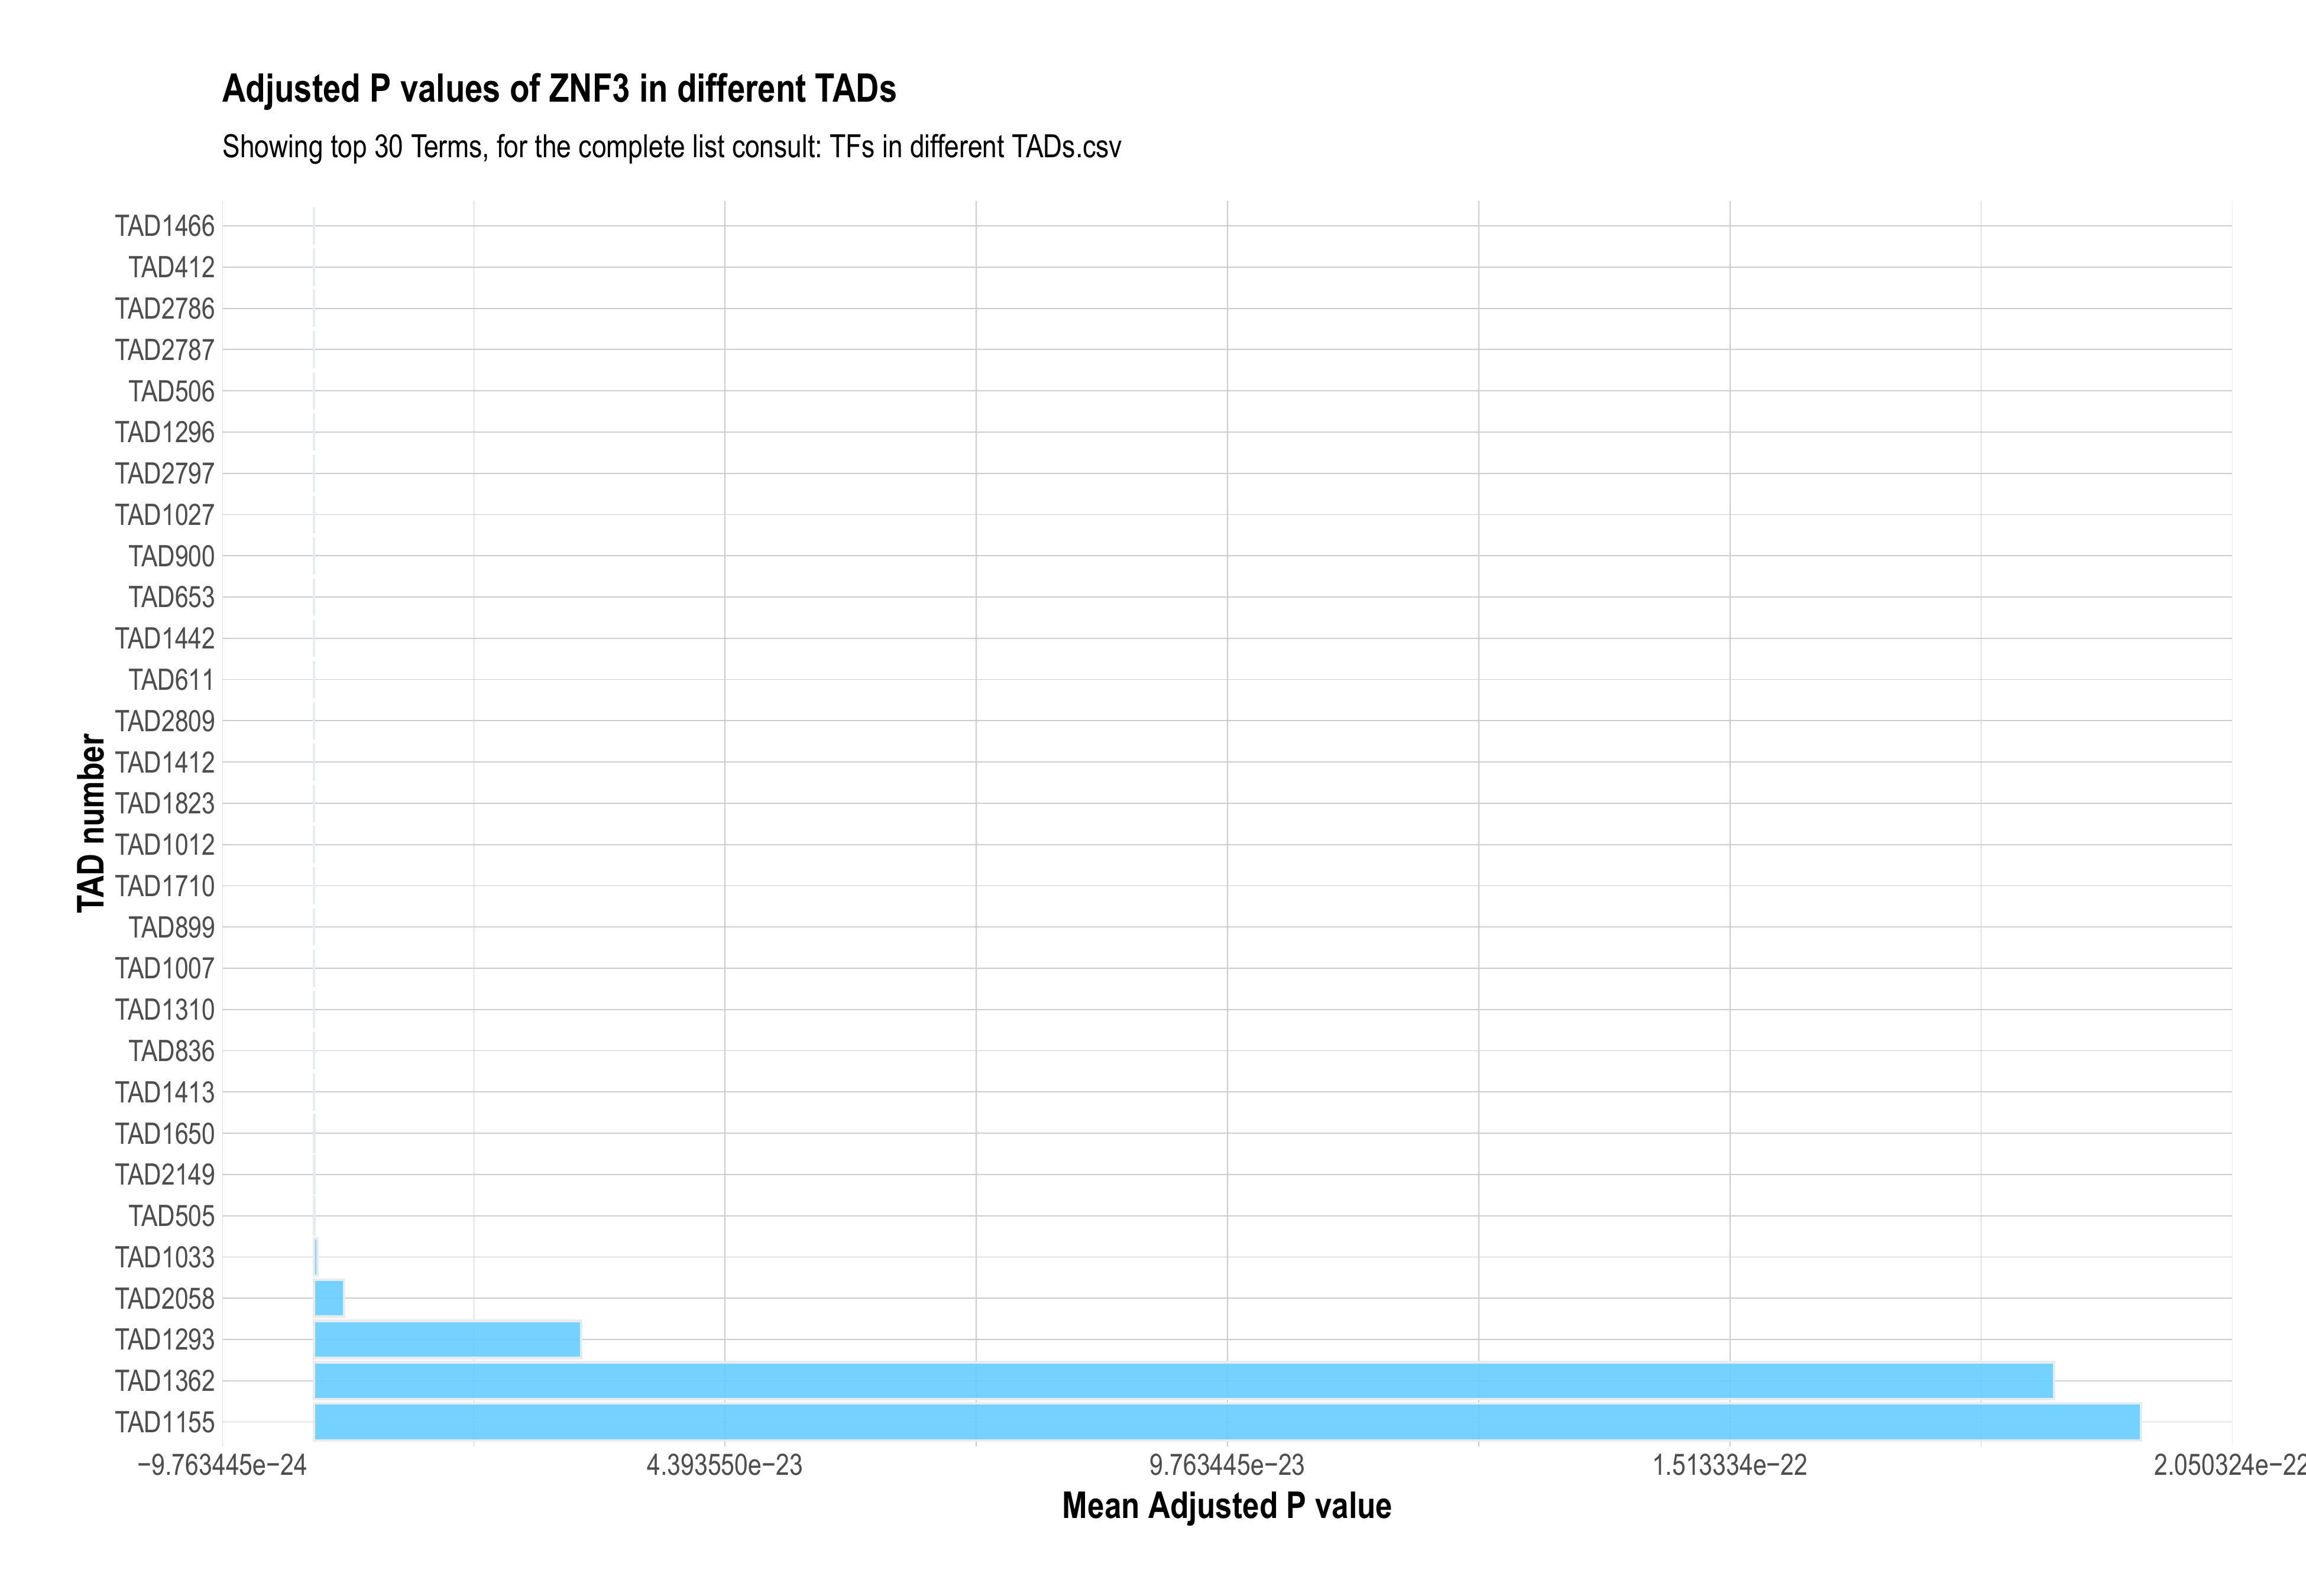 Adjusted P values of ZNF3 in different TADs
Showing top 30 Terms, for the complete list consult: TFs in different TADs.csv
TAD number
TAD1466
TAD412
TAD2786
TAD2787
TAD506
TAD1296
TAD2797
TAD1027
TAD900
TAD653
TAD1442
TAD611
TAD2809
TAD1412
TAD1823
TAD1012
TAD1710
TAD899
TAD1007
TAD1310
TAD836
TAD1413
TAD1650
TAD2149
TAD505
TAD1033
TAD2058
TAD1293
TAD1362
TAD1155
−9.763445e−24 4.393550e−23 9.763445e−23 1.513334e−22 2.050324e−22
Mean Adjusted P value